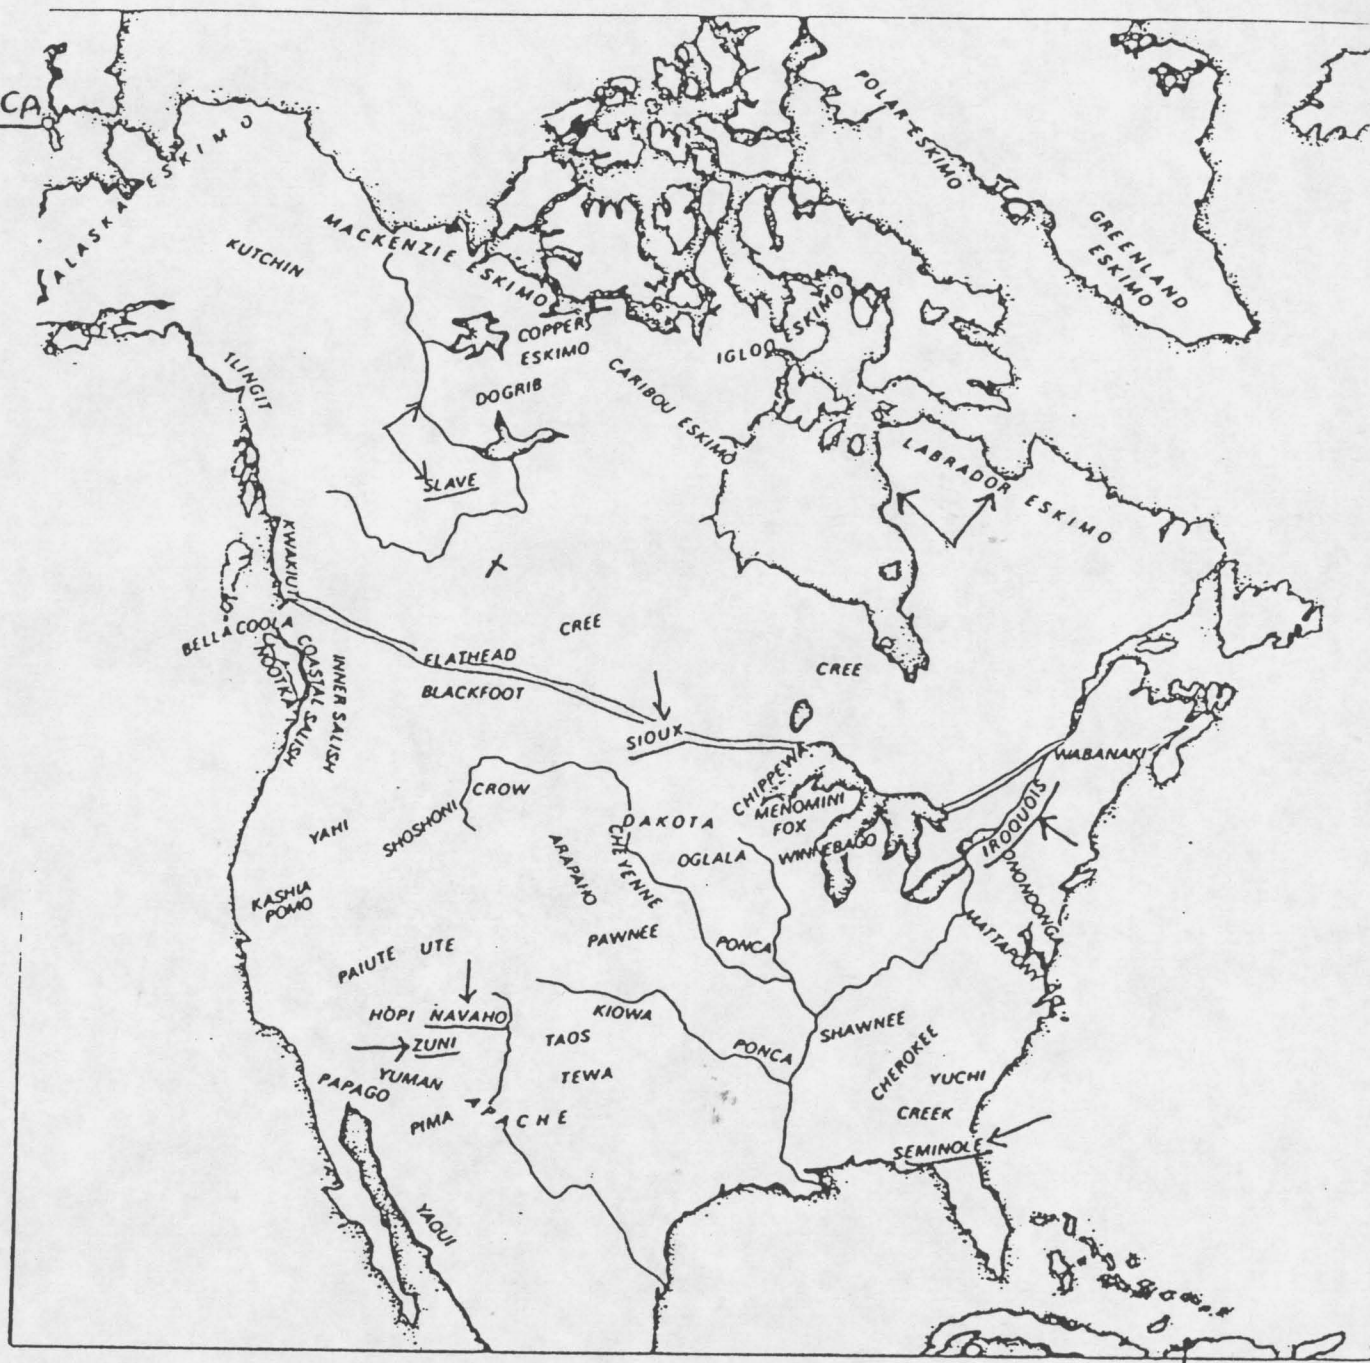 CA
ALASKA ESKIMO
POLAR ESKIMO
GREENLAND
ESKIMO
KUTCHIN
MACKENZIE ESKIMO
COPPER
ESKIMO
IGLOO ESKIMO
TLINGIT
DOGRIB
CARIBOU ESKIMO
LABRADOR ESKIMO
SLAVE
KWAKIUTL
BELLA COOLA
NOOTKA
COASTAL SALISH
INNER SALISH
CREE
FLATHEAD
BLACKFOOT
CREE
SIOUX
WABANAKI
CROW
CHIPPEWA
MENOMINI
FOX
IROQUOIS
YAHI
SHOSHONI
DAKOTA
OGLALA
WINNEBAGO
ARAPAHO
CHEYENNE
ONONDONGA
KASHIA
POMO
MATTAPONY
PAIUTE
UTE
PAWNEE
PONCA
HOPI
NAVAHO
KIOWA
SHAWNEE
ZUNI
TAOS
PONCA
CHEROKEE
YUMAN
PAPAGO
TEWA
YUCHI
PIMA
APACHE
CREEK
SEMINOLE
YAQUI